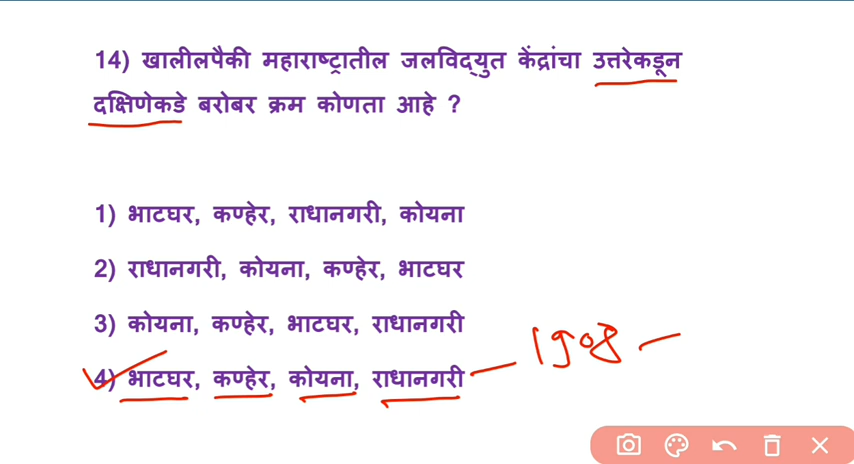 14) खालीलपैकी महाराष्ट्रातील जलविद्युत केंद्रांचा उत्तरेकडून
दक्षिणेकडे बरोबर क्रम कोणता आहे ?
1) भाटघर, कण्हेर, राधानगरी, कोयना
2) राधानगरी, कोयना, कण्हेर, भाटघर
3) कोयना, कण्हेर, भाटघर, राधानगरी
4) भाटघर, कण्हेर, कोयना, राधानगरी